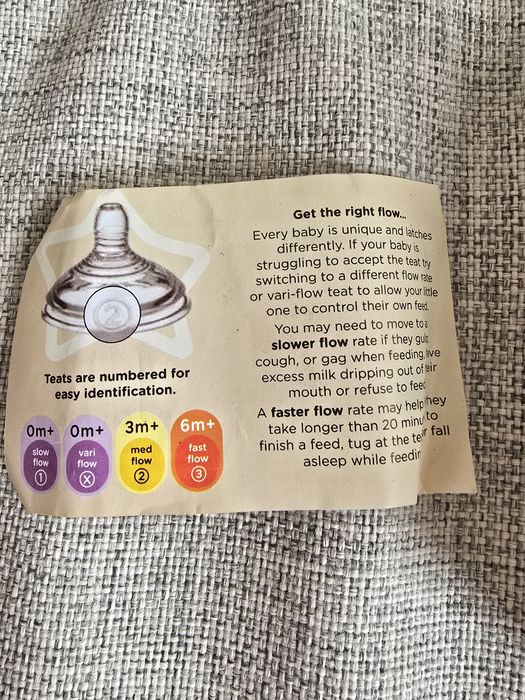 2
Teats are numbered for
easy identification.
0m+
slow
flow
1
0m+
vari
flow
X
3m+
med
flow
2
6m+
fast
flow
3
Get the right flow...
Every baby is unique and latches
differently. If your baby is
struggling to accept the teat try
switching to a different flow rate
or vari-flow teat to allow your little
one to control their own feed.
You may need to move to a
slower flow rate if they
cough, or gag when feeding,
excess milk dripping out of
mouth or refuse to
A faster flow rate may help
take longer than 20 to
finish a feed, tug at the fall
asleep while